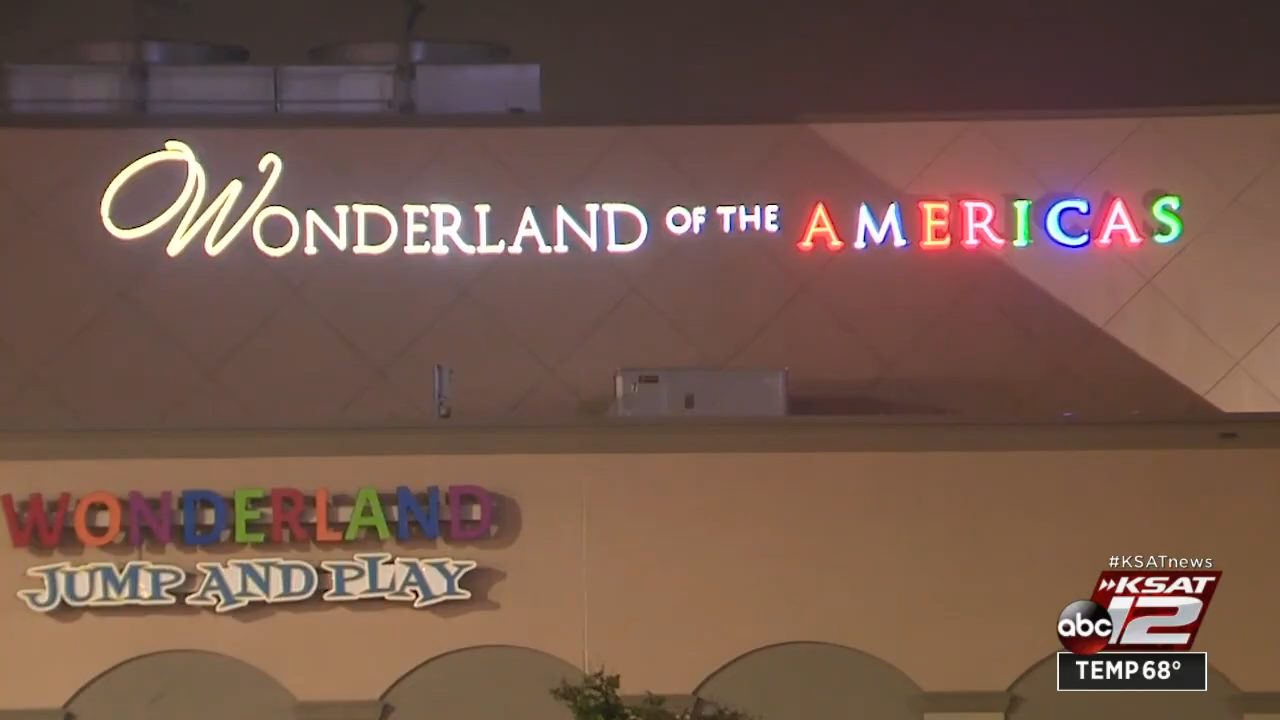 WONDERLAND OF THE AMERICAS
WONDERLAND
JUMP AND PLAY
#KSATnews
KSAT
abc 12
TEMP 68°